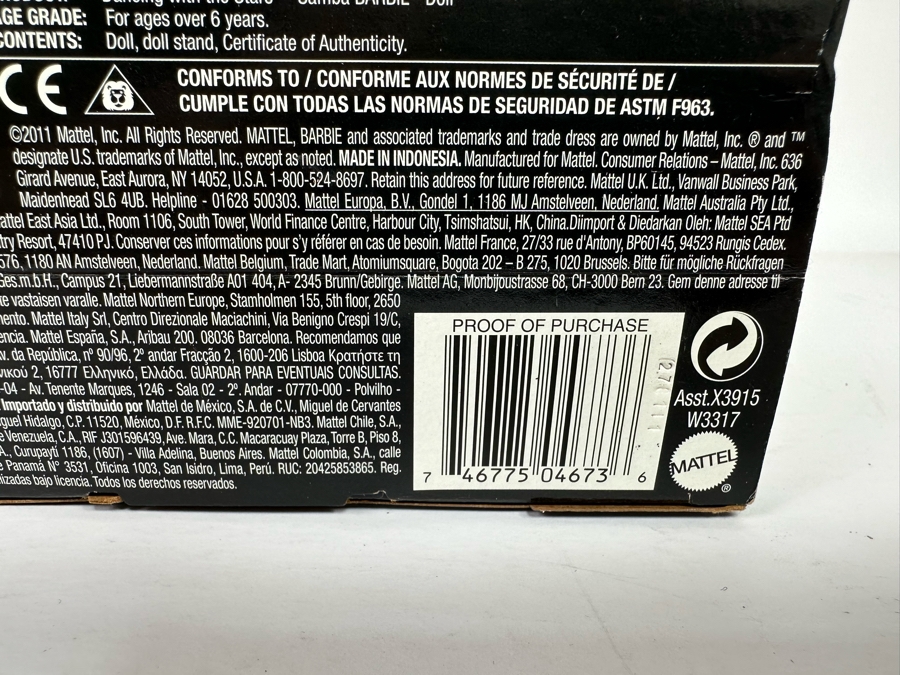 Dancing with the Stars – Samba BARBIE® Doll
AGE GRADE: For ages over 6 years.
CONTENTS: Doll, doll stand, Certificate of Authenticity.
CE
CONFORMS TO / CONFORME AUX NORMES DE SÉCURITÉ DE /
CUMPLE CON TODAS LAS NORMAS DE SEGURIDAD DE ASTM F963.
©2011 Mattel, Inc. All Rights Reserved. MATTEL, BARBIE and associated trademarks and trade dress are owned by Mattel, Inc. ® and ™
designate U.S. trademarks of Mattel, Inc., except as noted. MADE IN INDONESIA. Manufactured for Mattel. Consumer Relations – Mattel, Inc. 636
Girard Avenue, East Aurora, NY 14052, U.S.A. 1-800-524-8697. Retain this address for future reference. Mattel U.K. Ltd., Vanwall Business Park,
Maidenhead SL6 4UB. Helpline - 01628 500303. Mattel Europa, B.V., Gondel 1, 1186 MJ Amstelveen, Nederland. Mattel Australia Pty Ltd.,
Mattel East Asia Ltd., Room 1106, South Tower, World Finance Centre, Harbour City, Tsimshatsui, HK, China.Diimport & Diedarkan Oleh: Mattel SEA Ptd
try Resort, 47410 PJ. Conserver ces informations pour s'y référer en cas de besoin. Mattel France, 27/33 rue d'Antony, BP60145, 94523 Rungis Cedex.
576, 1180 AN Amstelveen, Nederland. Mattel Belgium, Trade Mart, Atomiumsquare, Bogota 202 – B 275, 1020 Brussels. Bitte für mögliche Rückfragen
Ges.m.b.H., Campus 21, Liebermannstraße A01 404, A- 2345 Brunn/Gebirge. Mattel AG, Monbijoustrasse 68, CH-3000 Bern 23. Gem denne adresse til
re vastaisen varalle. Mattel Northern Europe, Stamholmen 155, 5th floor, 2650
mento. Mattel Italy Srl, Centro Direzionale Maciachini, Via Benigno Crespi 19/C,
encia. Mattel España, S.A., Aribau 200. 08036 Barcelona. Recomendamos que
Av. da República, nº 90/96, 2º andar Fracção 2, 1600-206 Lisboa Κρατήστε τη
νικού 2, 16777 Ελληνικό, Ελλάδα. GUARDAR PARA EVENTUAIS CONSULTAS.
-04 - Av. Tenente Marques, 1246 - Sala 02 - 2º. Andar - 07770-000 - Polvilho -
Importado y distribuido por Mattel de México, S.A. de C.V., Miguel de Cervantes
guel Hidalgo, C.P. 11520, México, D.F. R.F.C. MME-920701-NB3. Mattel Chile, S.A.,
e Venezuela, C.A., RIF J301596439, Ave. Mara, C.C. Macaracuay Plaza, Torre B, Piso 8,
A., Curupaytí 1186, (1607) - Villa Adelina, Buenos Aires. Mattel Colombia, S.A., calle
e Panamá Nº 3531, Oficina 1003, San Isidro, Lima, Perú. RUC: 20425853865. Reg.
nizadas bajo licencia. Todos los derechos reservados.
PROOF OF PURCHASE
7 46775 04673 6
Asst.X3915
W3317
MATTEL
®